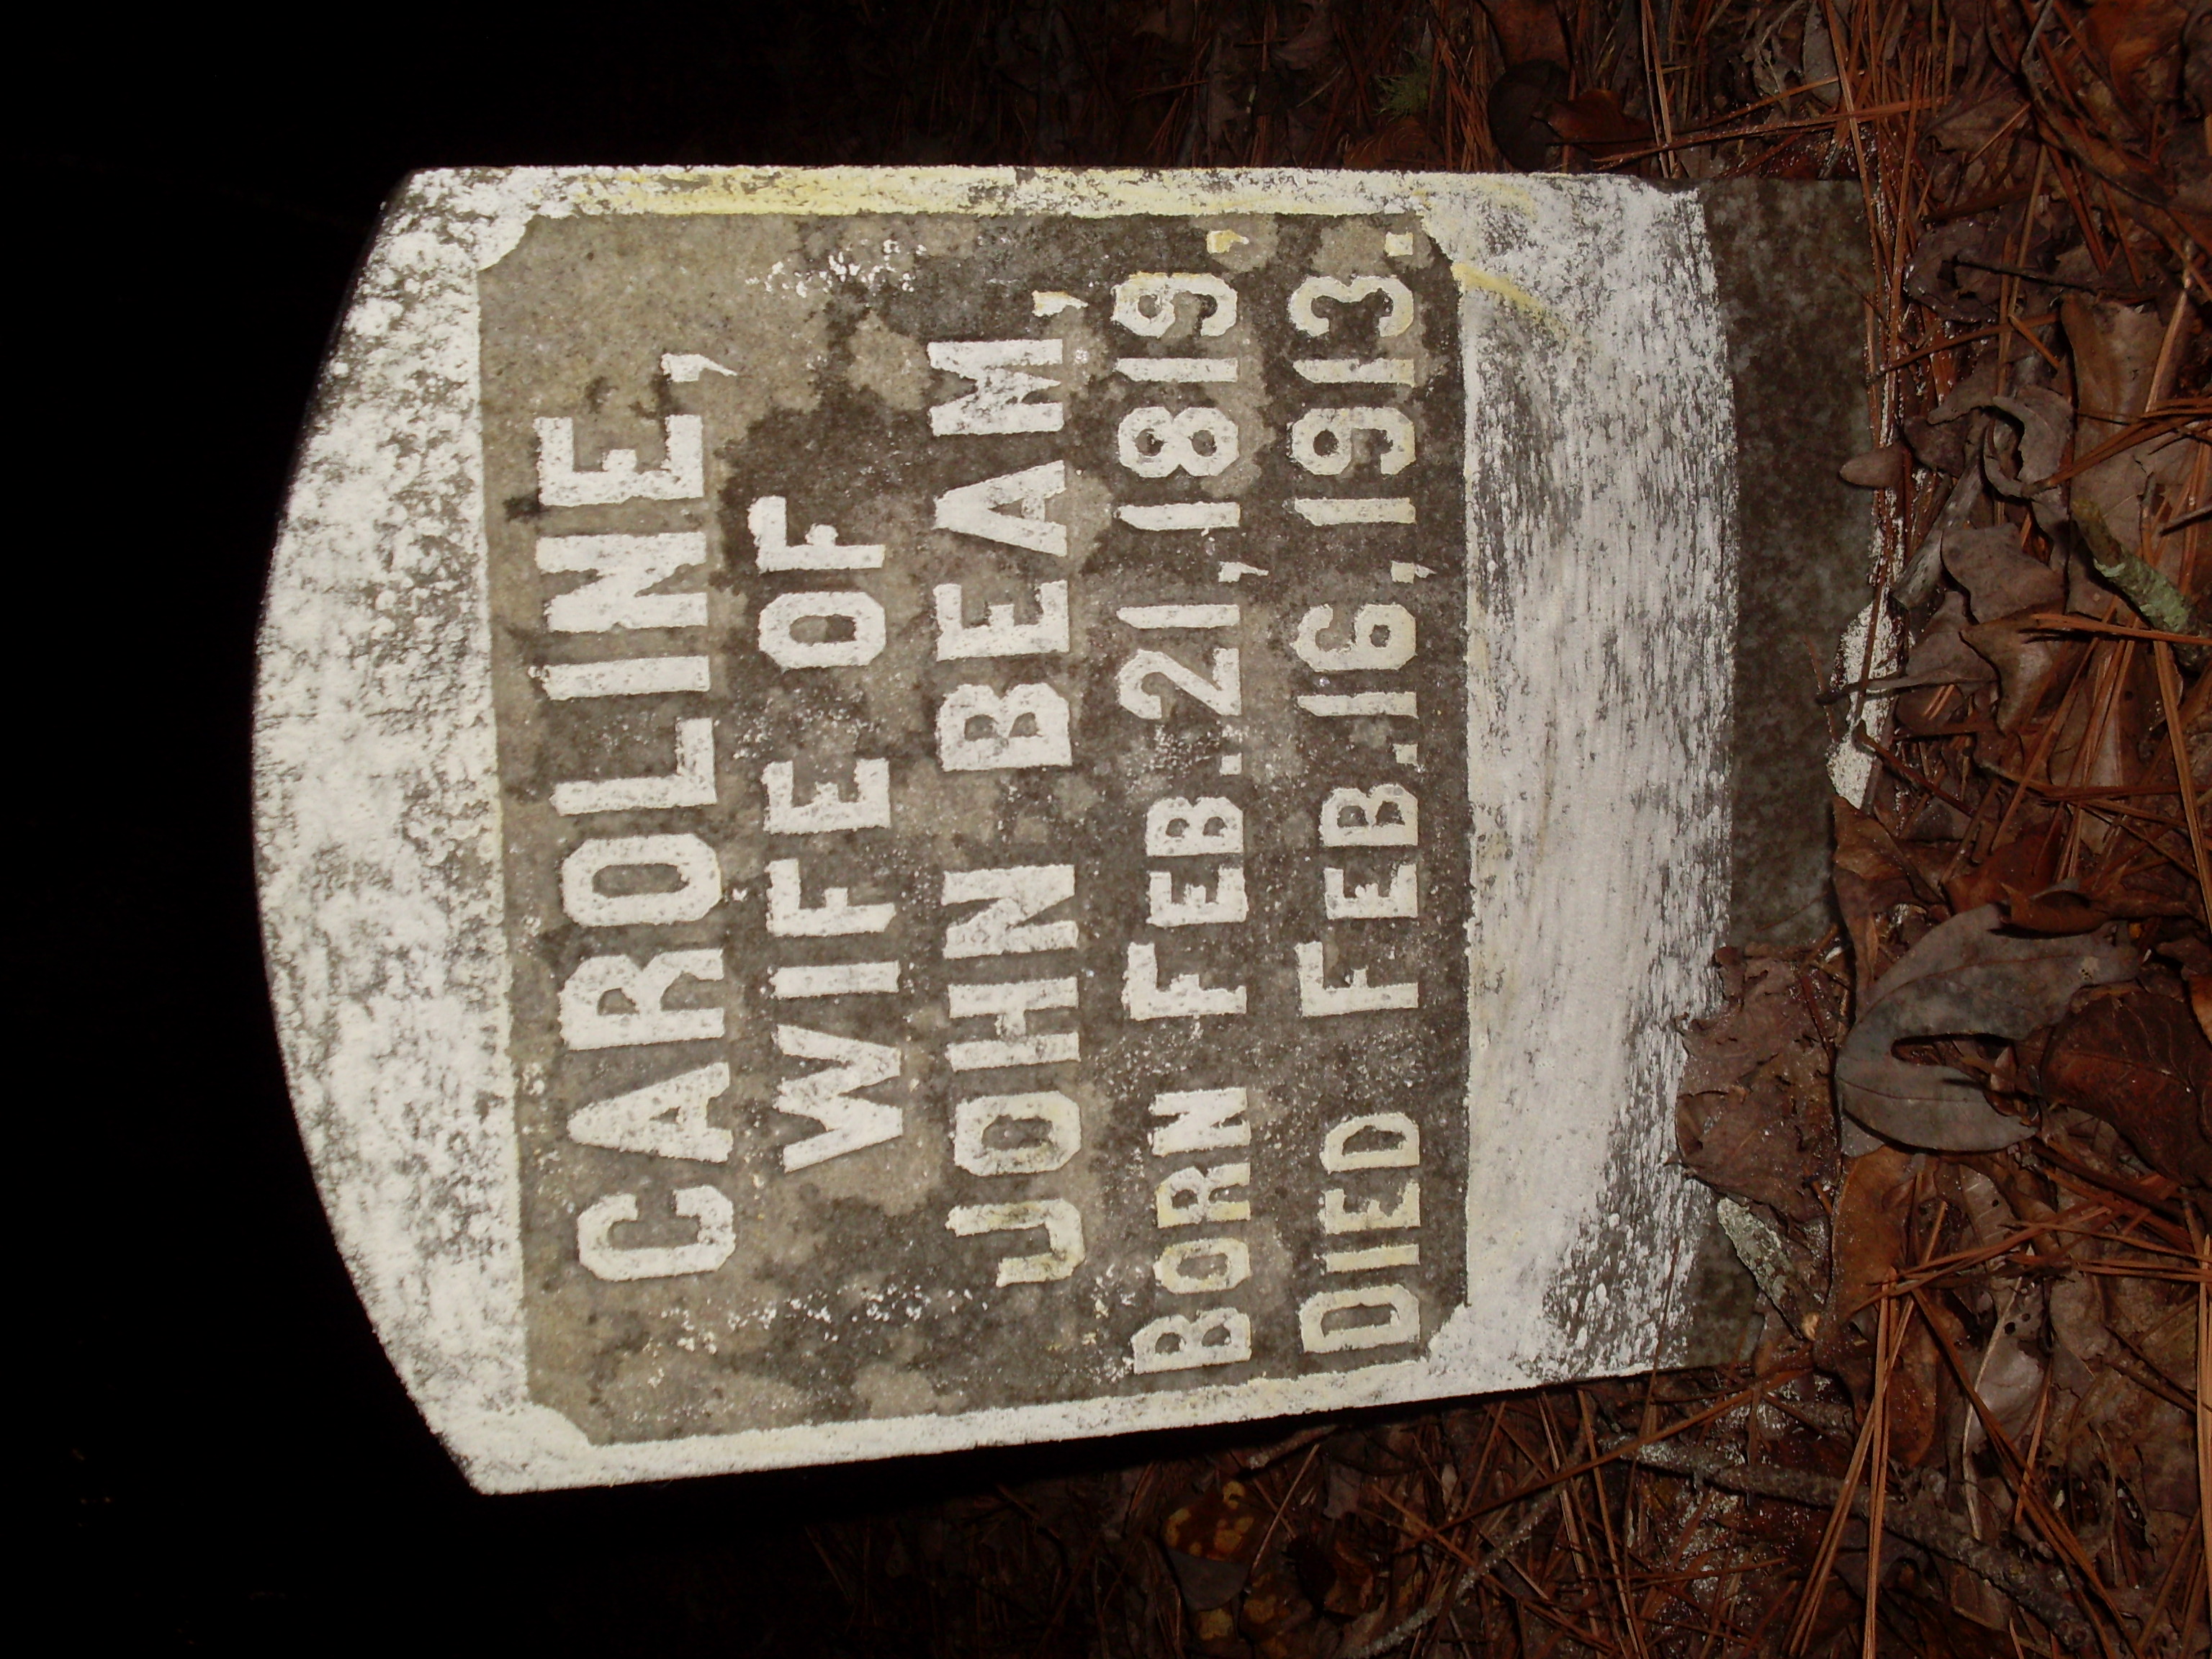 CAROLINE,
WIFE OF
JOHN BEAM,
BORN FEB. 21, 1819.
DIED FEB. 16, 1913.